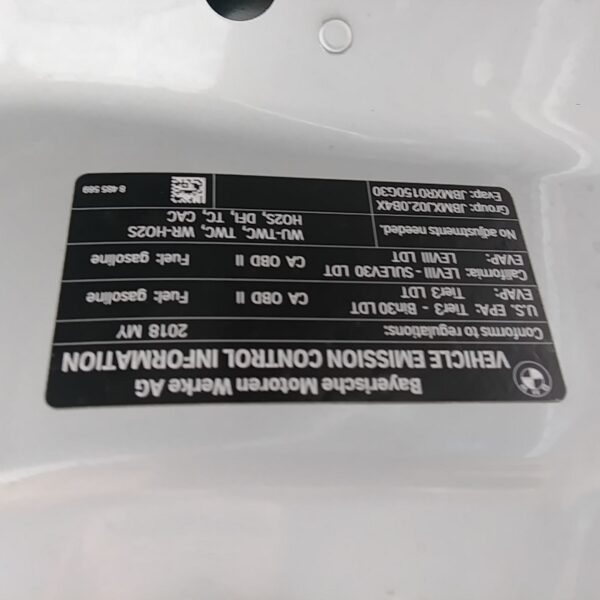 Bayerische Motoren Werke AG
VEHICLE EMISSION CONTROL INFORMATION
Conforms to regulations: 2018 MY
U.S. EPA: Tier3 - Bin30 LDT CA OBD II Fuel: gasoline
EVAP: Tier3 LDT
California: LEVIII - SULEV30 LDT CA OBD II Fuel: gasoline
EVAP: LEVIII LDT
No adjustments needed. WU-TWC, TWC, WR-HO2S
HO2S, DFI, TC, CAC
Group: JBMXJ02.0B4X
Evap: JBMXR0150G30
8 485 569